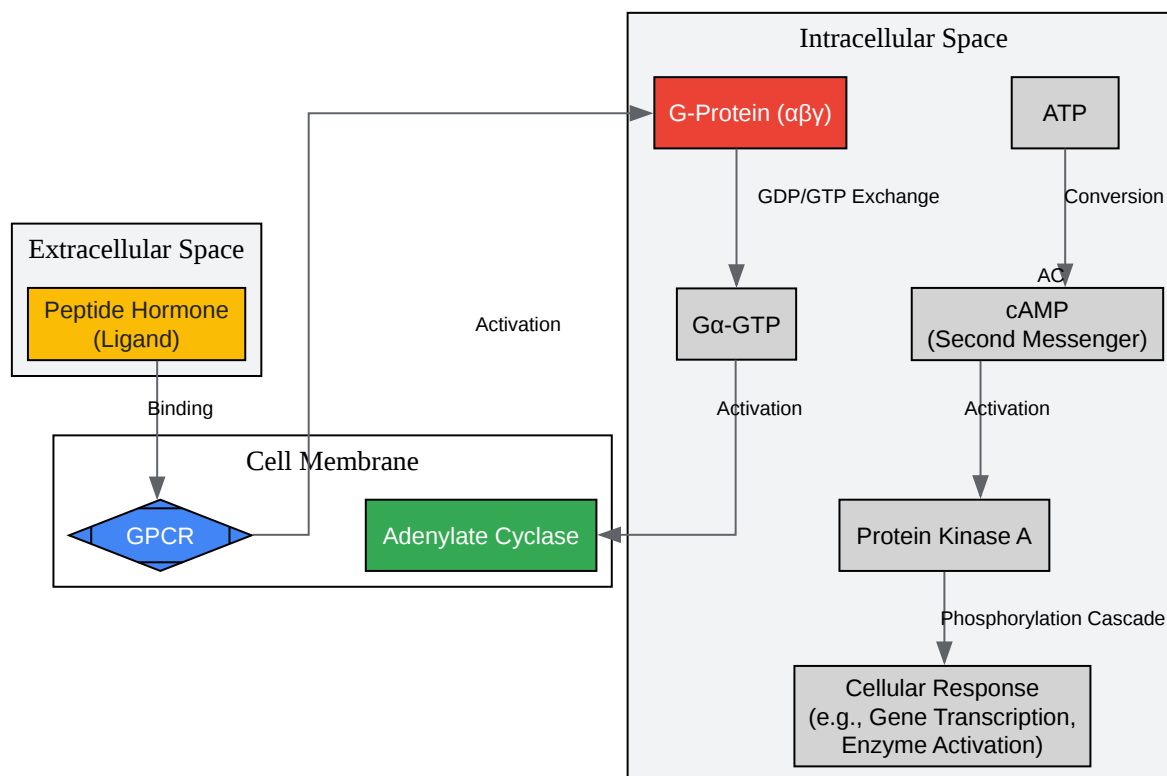 Intracellular Space
G-Protein (αβγ)
ATP
GDP/GTP Exchange
Conversion
Extracellular Space
Peptide Hormone
(Ligand)
Activation
Gα-GTP
AC
cAMP
(Second Messenger)
Binding
Activation
Activation
Cell Membrane
GPCR
Adenylate Cyclase
Protein Kinase A
Phosphorylation Cascade
Cellular Response
(e.g., Gene Transcription,
Enzyme Activation)